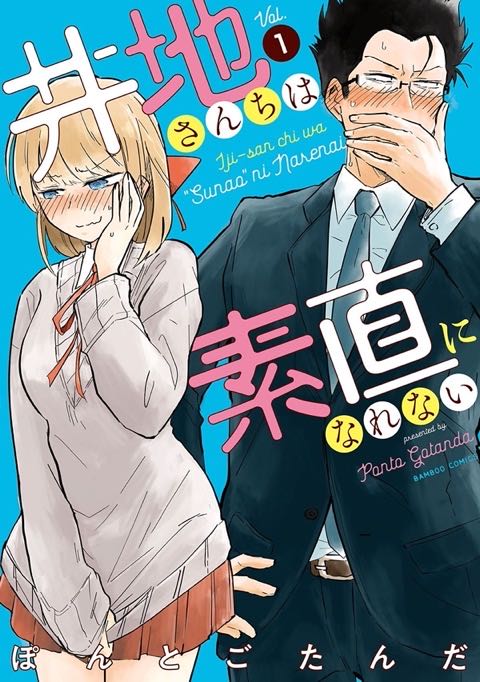 井地
Vol. 1
さんちは
Iji-san chi wa
"Sunao" ni Narenai
素直に
なれない
presented by
Ponto Gotanda
BAMBOO COMICS
ぽんとごたんだ